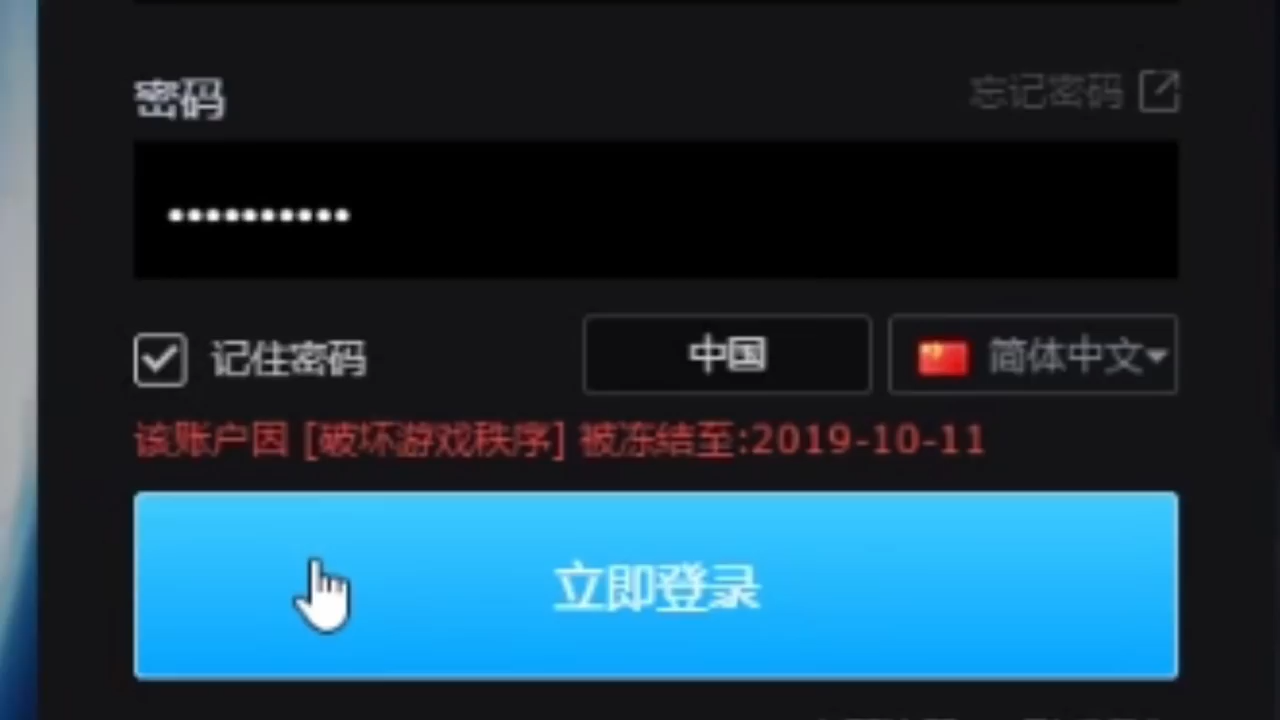 密码
忘记密码
••••••••••
记住密码
中国
简体中文
该账户因 [破坏游戏秩序] 被冻结至:2019-10-11
立即登录